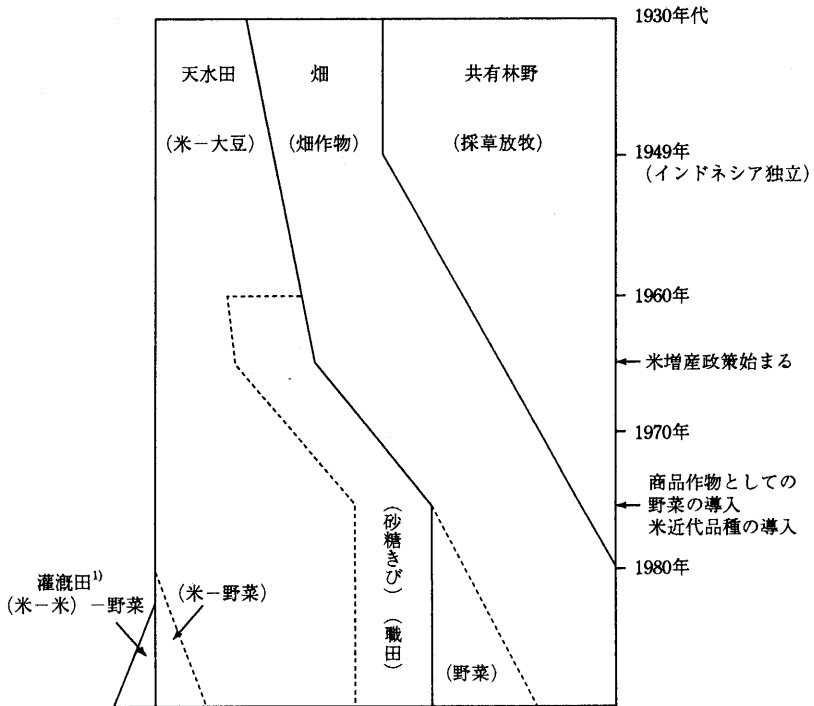 1930年代
天水田
畑
共有林野
(米－大豆)
(畑作物)
(採草放牧)
1949年
(インドネシア独立)
1960年
米増産政策始まる
1970年
商品作物としての
野菜の導入
米近代品種の導入
(砂糖きび)
(職田)
1980年
灌漑田1)
(米－米)－野菜
(米－野菜)
(野菜)